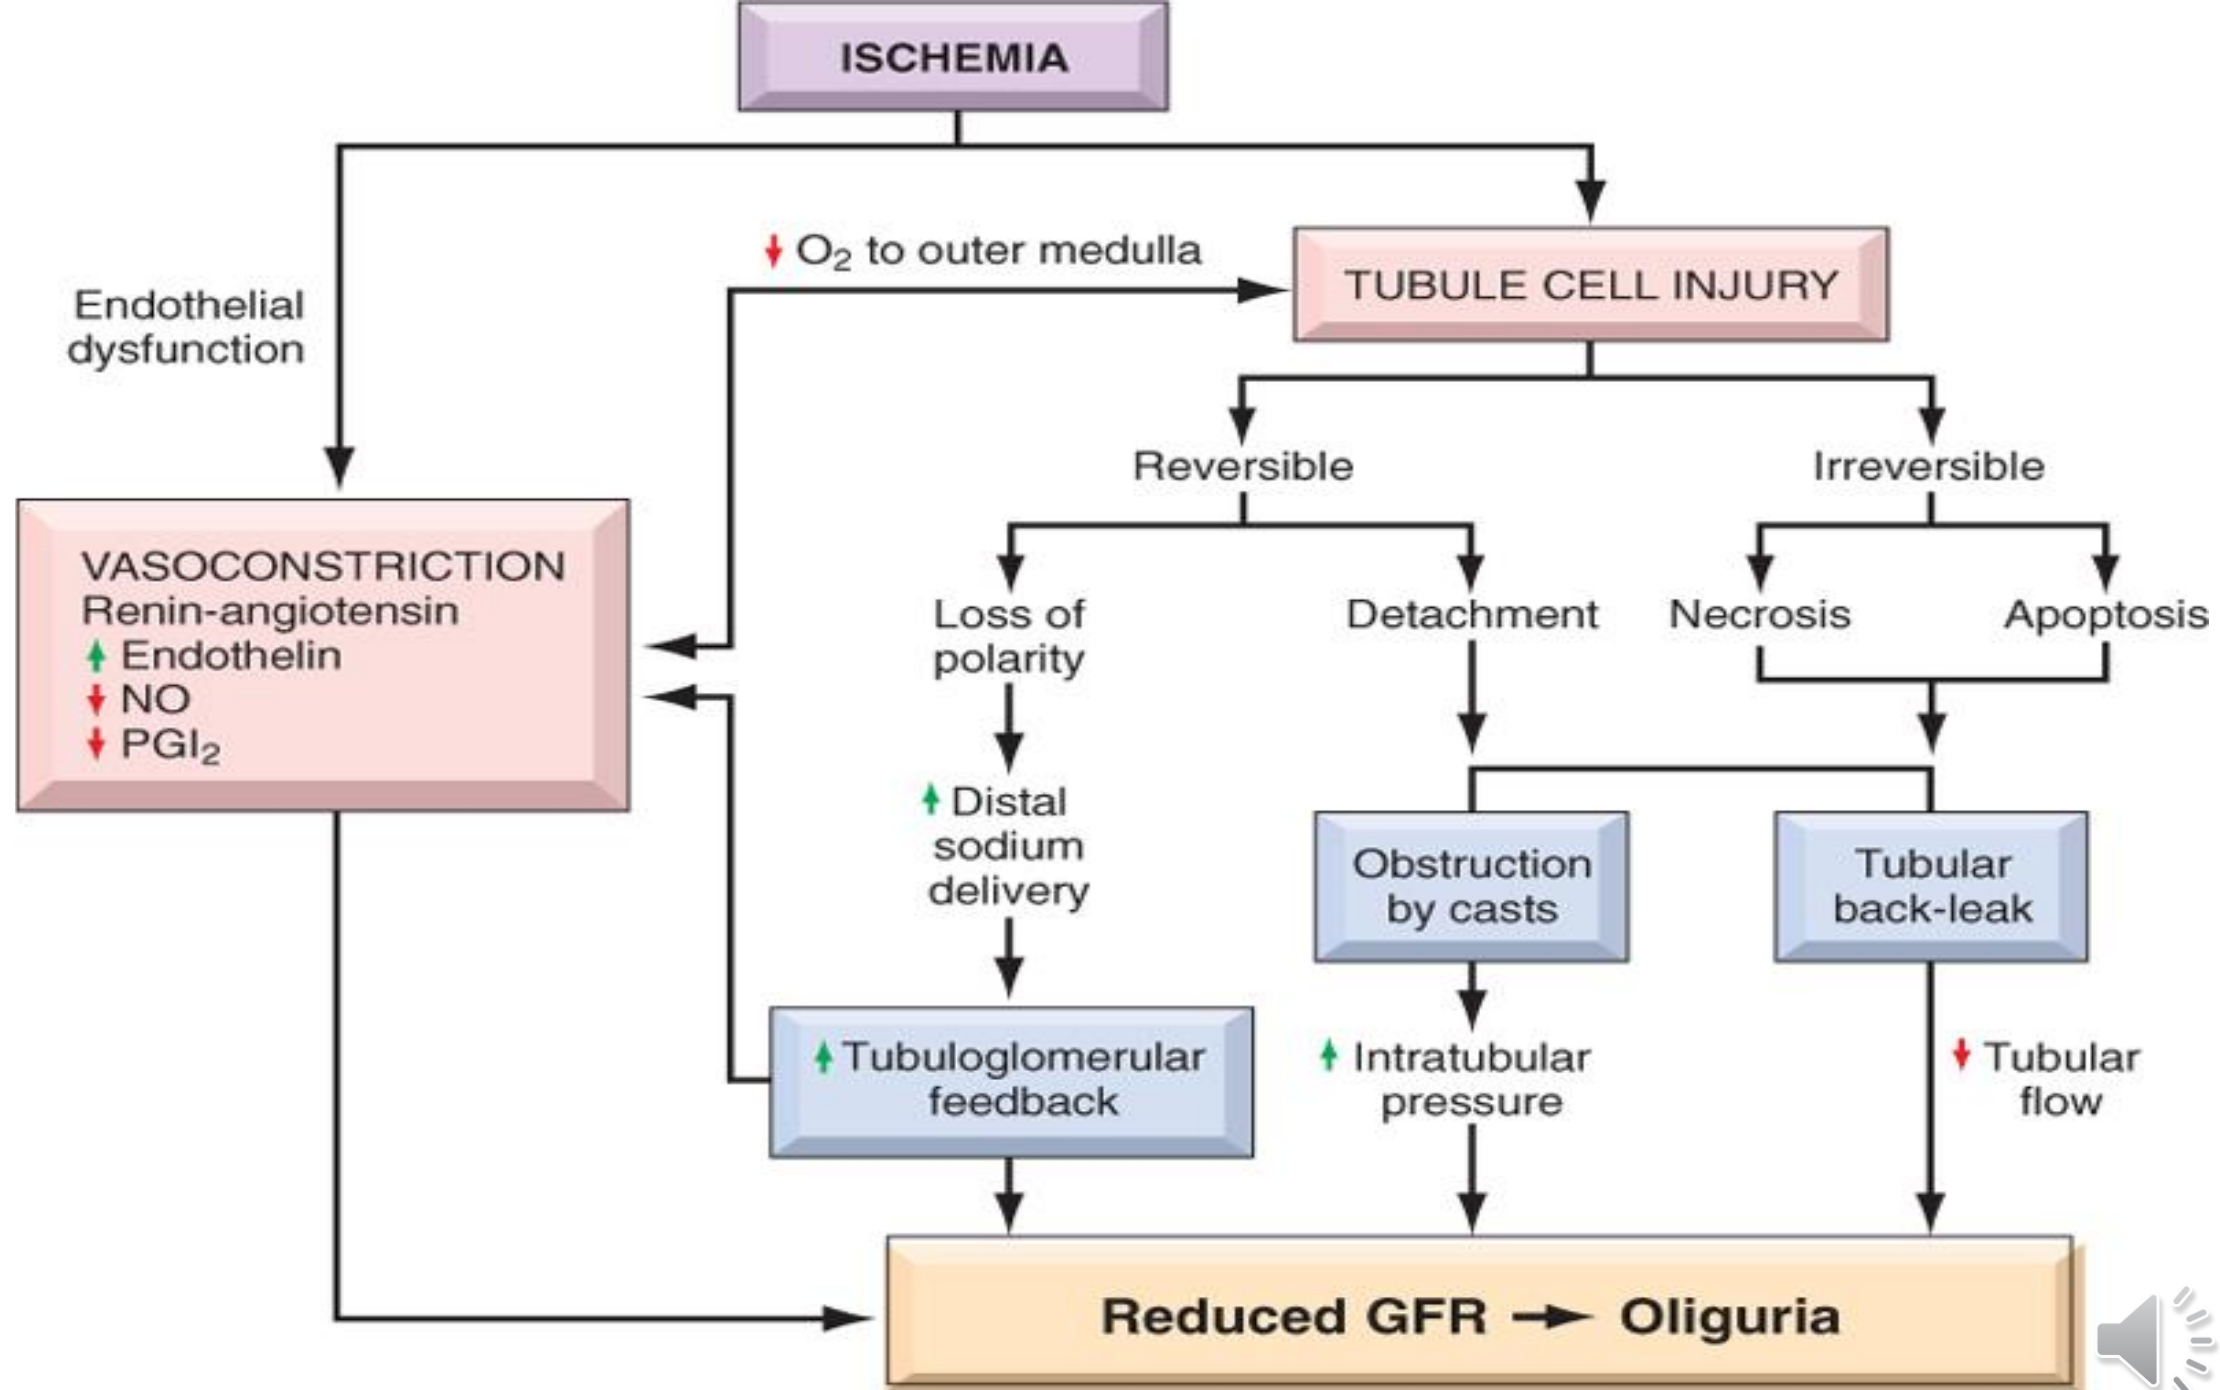 ISCHEMIA
↓ O₂ to outer medulla
TUBULE CELL INJURY
Endothelial
dysfunction
Reversible
Irreversible
VASOCONSTRICTION
Renin-angiotensin
↑ Endothelin
↓ NO
↓ PGI₂
Loss of
polarity
Detachment
Necrosis
Apoptosis
↑ Distal
sodium
delivery
Obstruction
by casts
Tubular
back-leak
↑ Tubuloglomerular
feedback
↑ Intratubular
pressure
↓ Tubular
flow
Reduced GFR → Oliguria